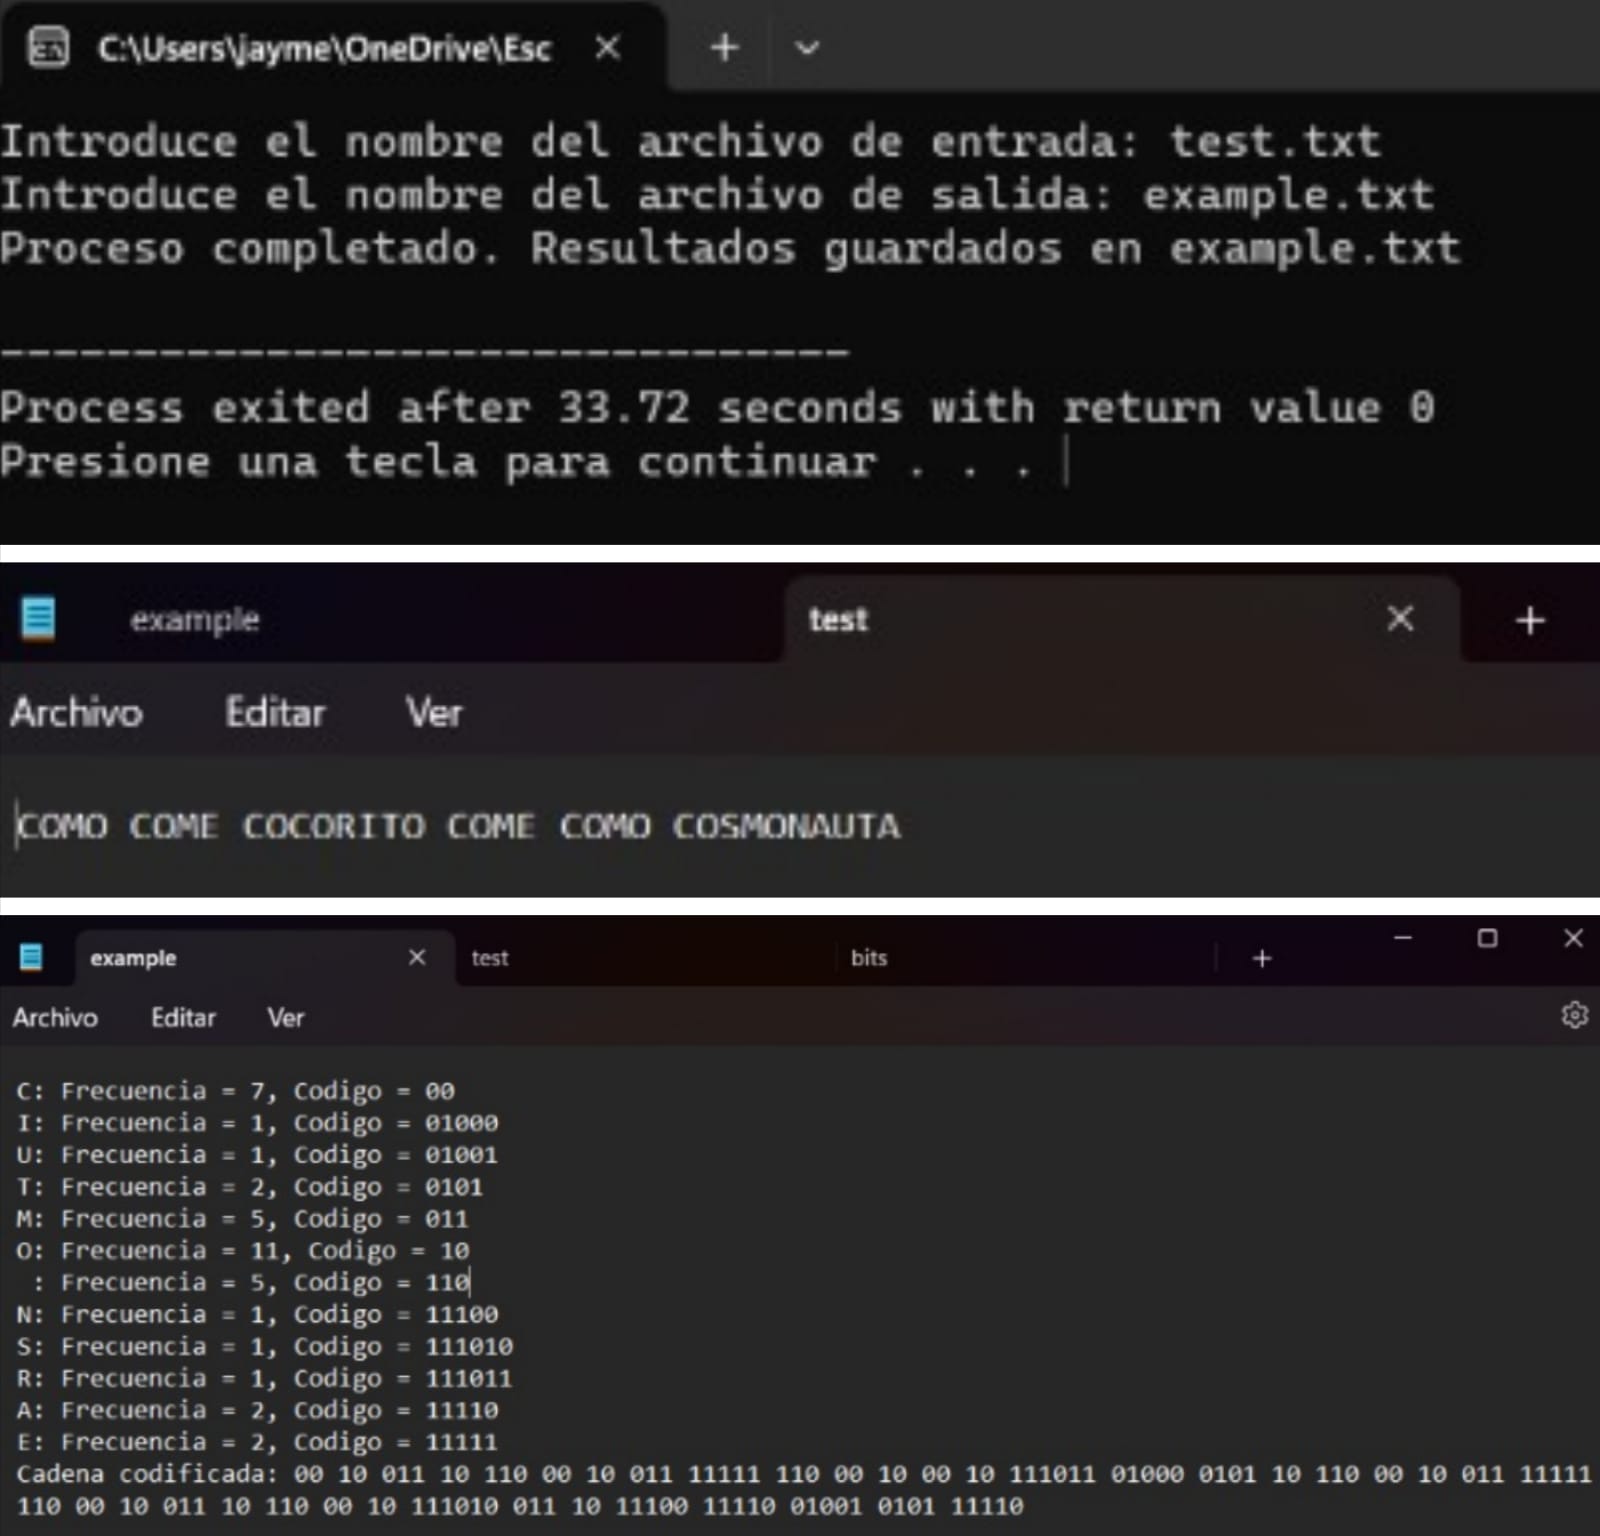 C:\Users\jayme\OneDrive\Esc
Introduce el nombre del archivo de entrada: test.txt
Introduce el nombre del archivo de salida: example.txt
Proceso completado. Resultados guardados en example.txt
--------------------------------
Process exited after 33.72 seconds with return value 0
Presione una tecla para continuar . . .
example test
Archivo Editar Ver
COMO COME COCORITO COME COMO COSMONAUTA
example test bits
Archivo Editar Ver
C: Frecuencia = 7, Codigo = 00
I: Frecuencia = 1, Codigo = 01000
U: Frecuencia = 1, Codigo = 01001
T: Frecuencia = 2, Codigo = 0101
M: Frecuencia = 5, Codigo = 011
O: Frecuencia = 11, Codigo = 10
 : Frecuencia = 5, Codigo = 110
N: Frecuencia = 1, Codigo = 11100
S: Frecuencia = 1, Codigo = 111010
R: Frecuencia = 1, Codigo = 111011
A: Frecuencia = 2, Codigo = 11110
E: Frecuencia = 2, Codigo = 11111
Cadena codificada: 00 10 011 10 110 00 10 011 11111 110 00 10 00 10 111011 01000 0101 10 110 00 10 011 11111
110 00 10 011 10 110 00 10 111010 011 10 11100 11110 01001 0101 11110